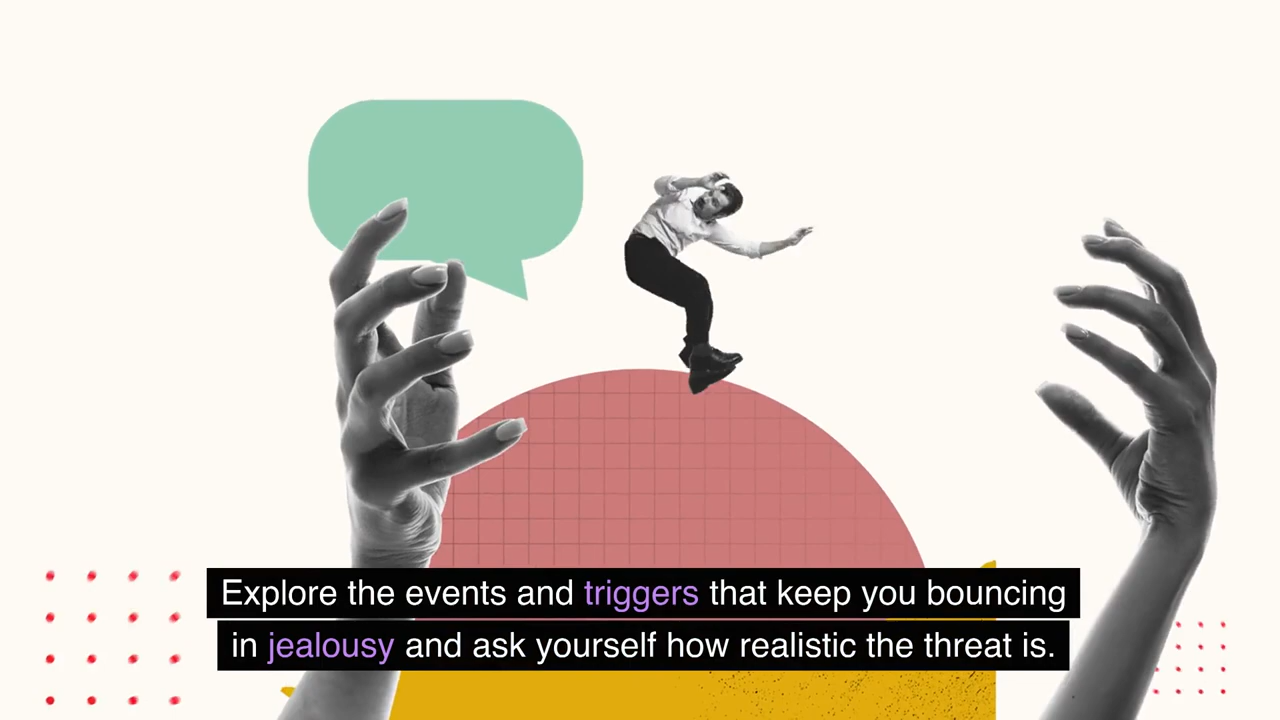 Explore the events and triggers that keep you bouncing
in jealousy and ask yourself how realistic the threat is.